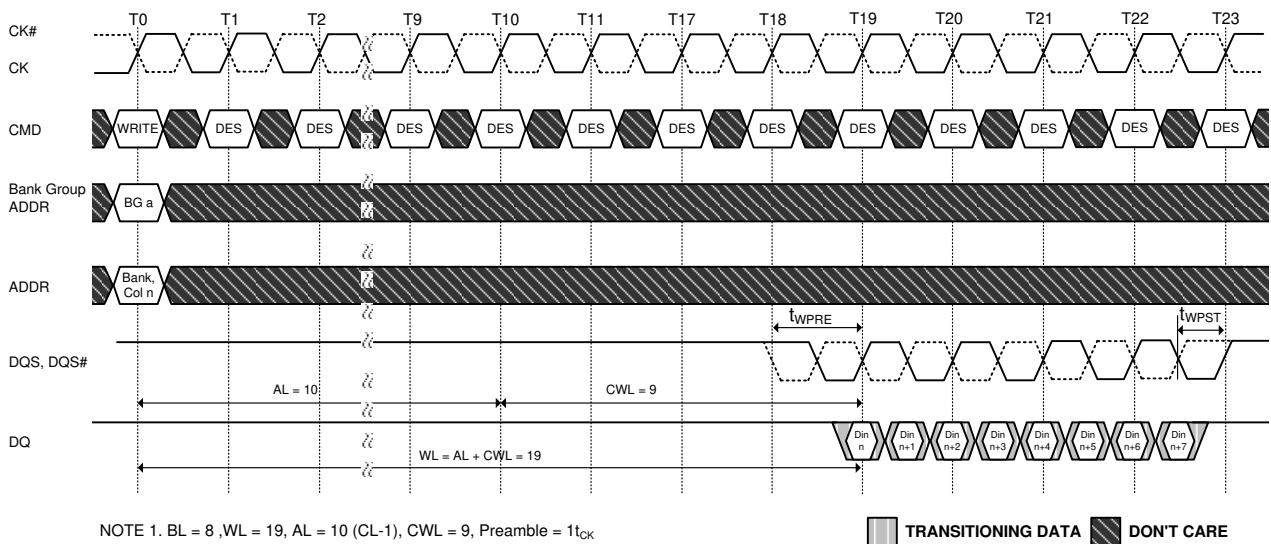 T0 T1 T2 T9 T10 T11 T17 T18 T19 T20 T21 T22 T23
CK#
CK
CMD
WRITE DES DES DES DES DES DES DES DES DES DES DES DES
Bank Group
ADDR
BG a
ADDR
Bank,
Col n
tWPRE
tWPST
DQS, DQS#
AL = 10
CWL = 9
DQ
Din
n
Din
n+1
Din
n+2
Din
n+3
Din
n+4
Din
n+5
Din
n+6
Din
n+7
WL = AL + CWL = 19
NOTE 1. BL = 8 ,WL = 19, AL = 10 (CL-1), CWL = 9, Preamble = 1tCK
TRANSITIONING DATA
DON'T CARE